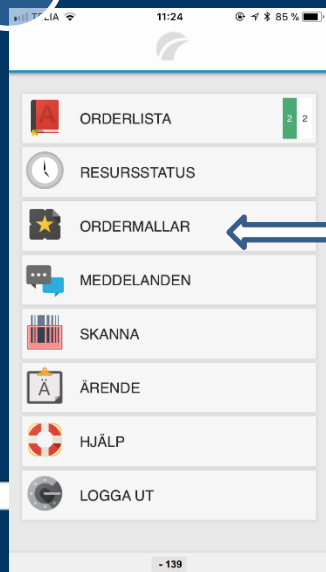 TELIA 11:24 85 %
ORDERLISTA 2 2
RESURSSTATUS
ORDERMALLAR
MEDDELANDEN
SKANNA
Ä ÄRENDE
HJÄLP
LOGGA UT
- 139